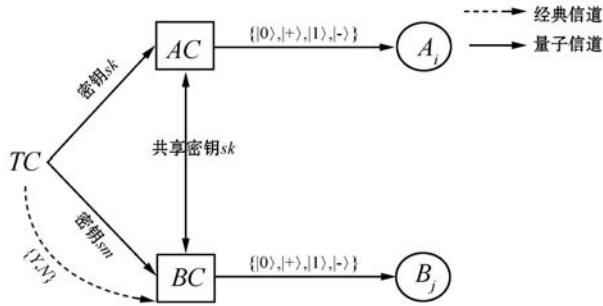 {|0⟩,|+⟩,|1⟩,|-⟩}
经典信道
AC
A_i
量子信道
密钥sk
共享密钥sk
TC
密钥sm
{Y,N}
{|0⟩,|+⟩,|1⟩,|-⟩}
BC
B_j